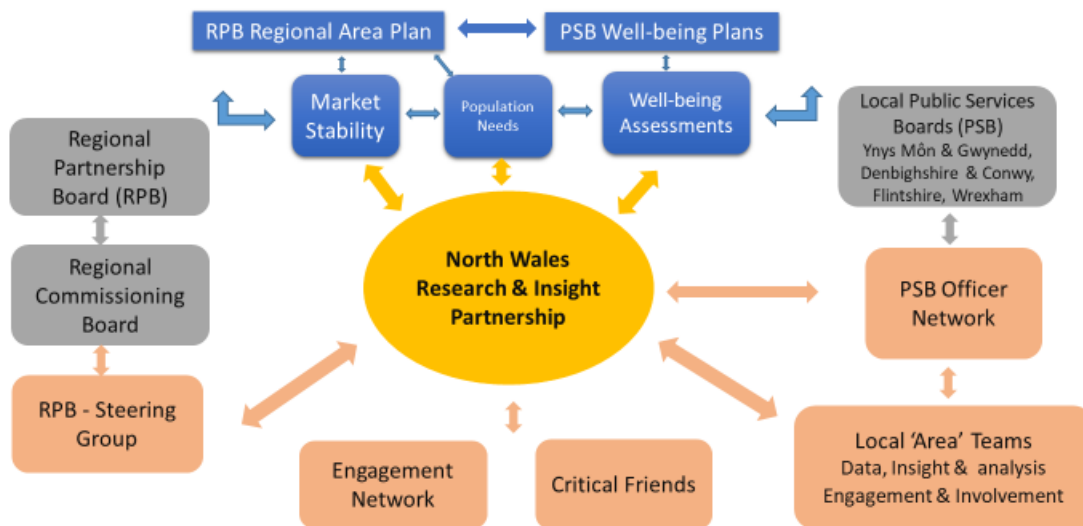 RPB Regional Area Plan
PSB Well-being Plans
Market
Stability
Population
Needs
Well-being
Assessments
Regional
Partnership
Board (RPB)
Local Public Services
Boards (PSB)
Ynys Môn & Gwynedd,
Denbighshire & Conwy,
Flintshire, Wrexham
North Wales
Research & Insight
Partnership
Regional
Commissioning
Board
PSB Officer
Network
RPB - Steering
Group
Engagement
Network
Critical Friends
Local ‘Area’ Teams
Data, Insight & analysis
Engagement & Involvement